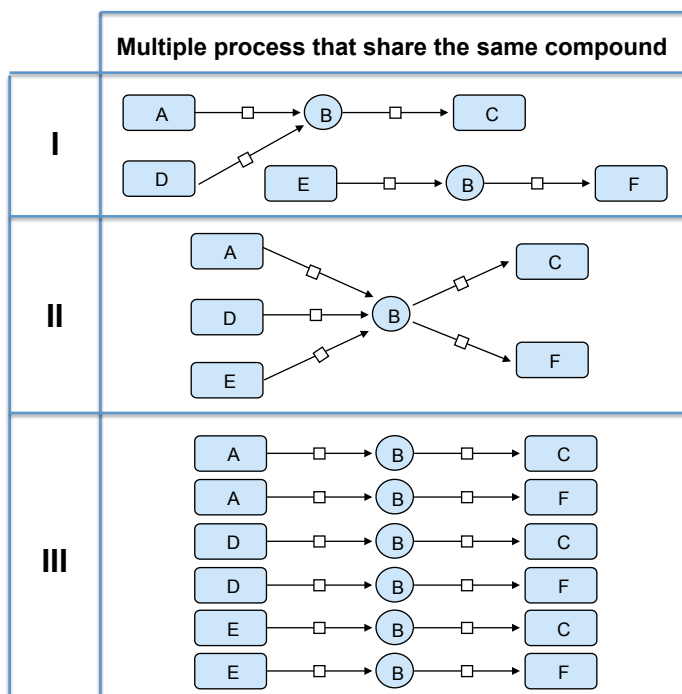 Multiple process that share the same compound
I
A B C
D E B F
II
A C
D B
E F
III
A B C
A B F
D B C
D B F
E B C
E B F